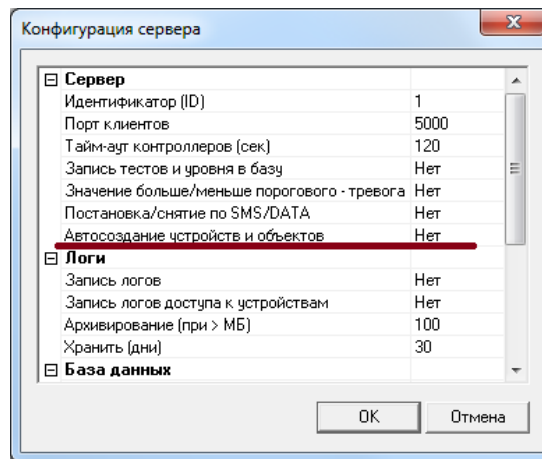 Конфигурация сервера
Сервер
Идентификатор (ID) 1
Порт клиентов 5000
Тайм-аут контроллеров (сек) 120
Запись тестов и уровня в базу Нет
Значение больше/меньше порогового - тревога Нет
Постановка/снятие по SMS/DATA Нет
Автосоздание устройств и объектов Нет
Логи
Запись логов Нет
Запись логов доступа к устройствам Нет
Архивирование (при > МБ) 100
Хранить (дни) 30
База данных
OK Отмена